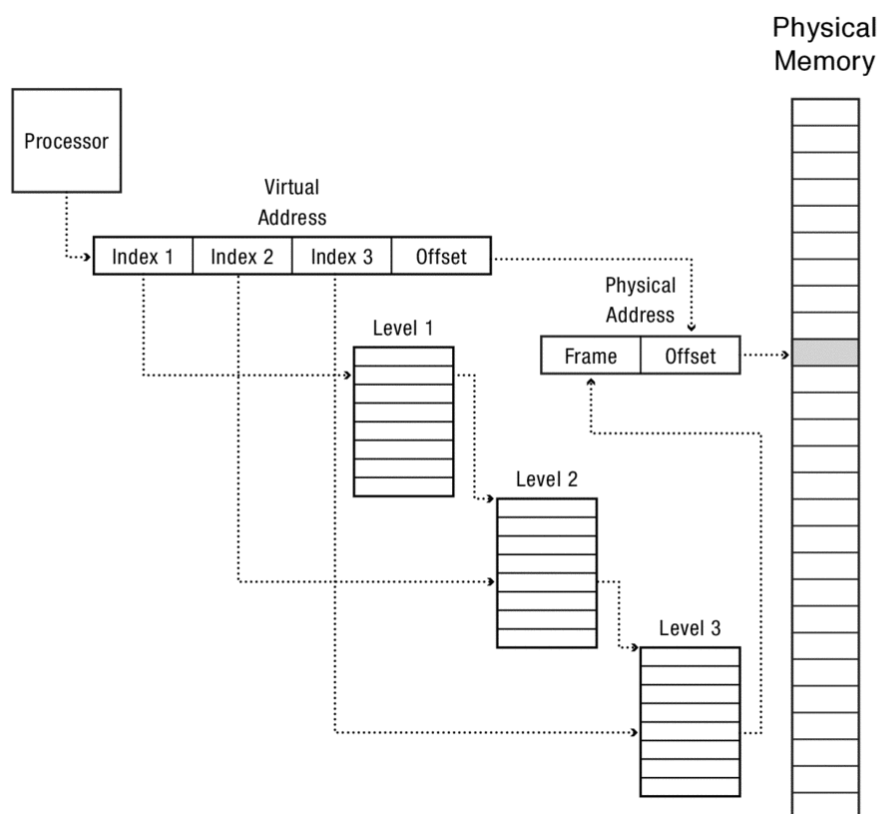 Physical
Memory
Processor
Virtual
Address
Index 1 Index 2 Index 3 Offset
Physical
Address
Level 1
Frame Offset
Level 2
Level 3